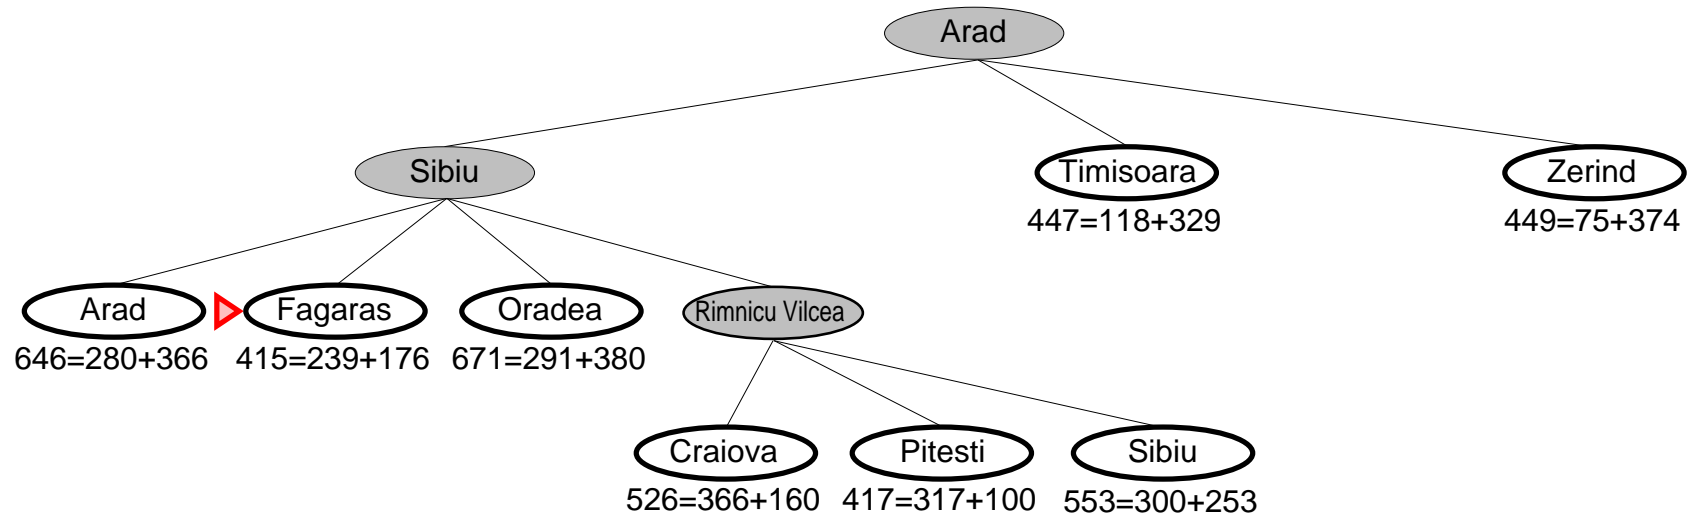 Arad
Sibiu
Timisoara
Zerind
447=118+329
449=75+374
Arad
Fagaras
Oradea
Rimnicu Vilcea
646=280+366
415=239+176
671=291+380
Craiova
Pitesti
Sibiu
526=366+160
417=317+100
553=300+253